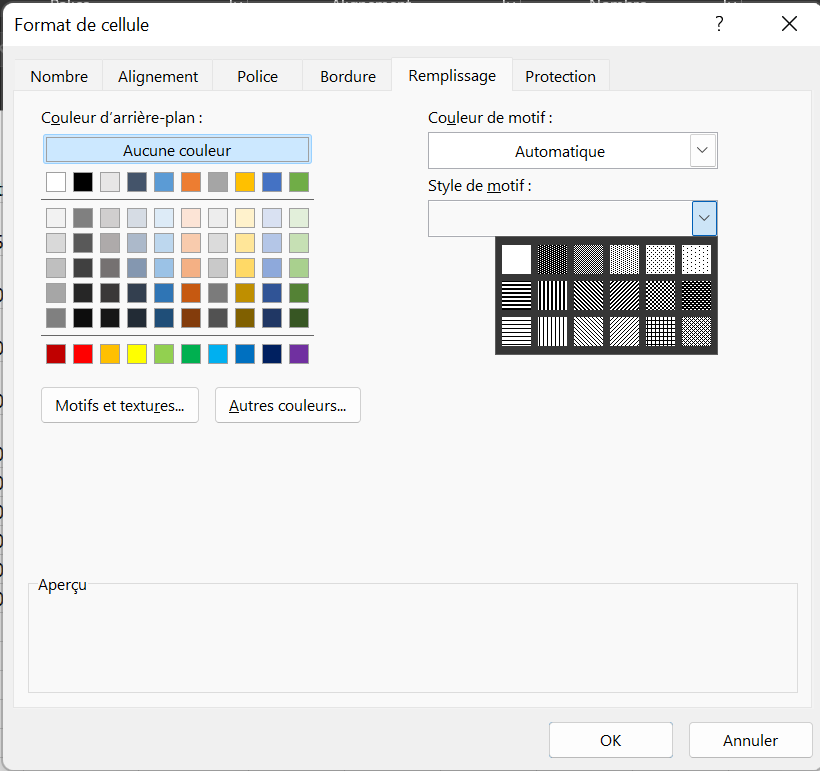 Format de cellule ?
Nombre Alignement Police Bordure Remplissage Protection
Couleur d'arrière-plan :
Aucune couleur
Motifs et textures...
Autres couleurs...
Couleur de motif :
Automatique
Style de motif :
Aperçu
OK
Annuler